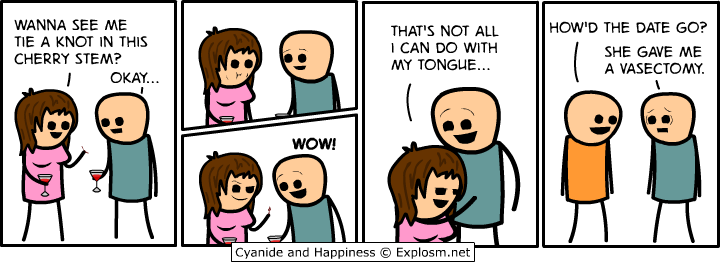 WANNA SEE ME
TIE A KNOT IN THIS
CHERRY STEM?
OKAY...
WOW!
THAT'S NOT ALL
I CAN DO WITH
MY TONGUE...
HOW'D THE DATE GO?
SHE GAVE ME
A VASECTOMY.
Cyanide and Happiness © Explosm.net